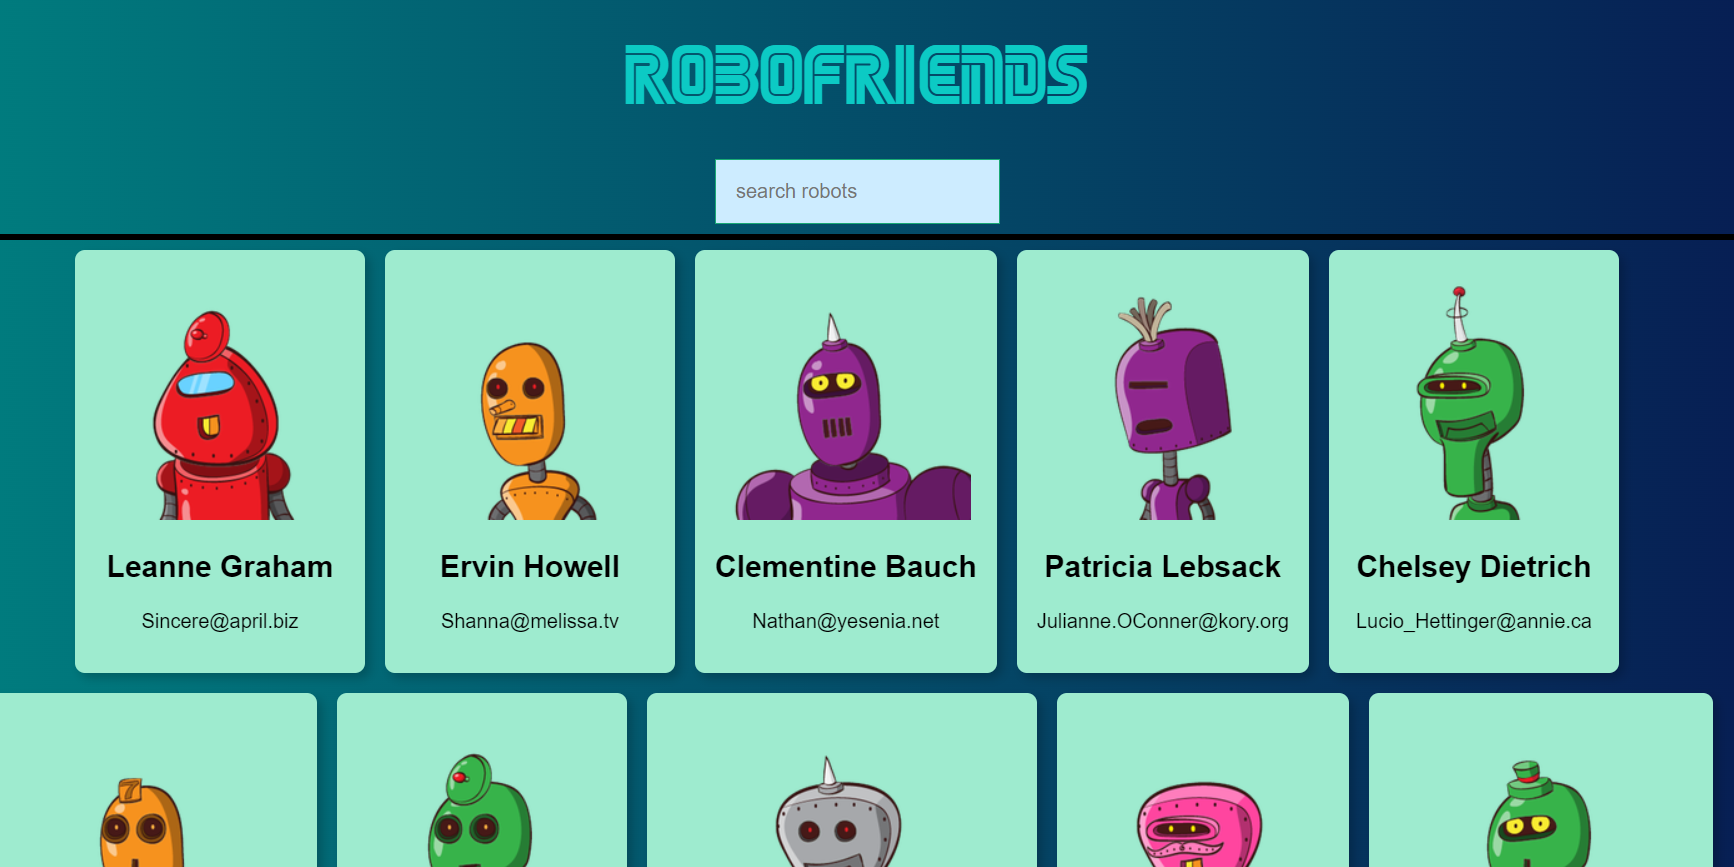 ROBOFRIENDS
search robots
Leanne Graham
Ervin Howell
Clementine Bauch
Patricia Lebsack
Chelsey Dietrich
Sincere@april.biz
Shanna@melissa.tv
Nathan@yesenia.net
Julianne.OConner@kory.org
Lucio_Hettinger@annie.ca
7